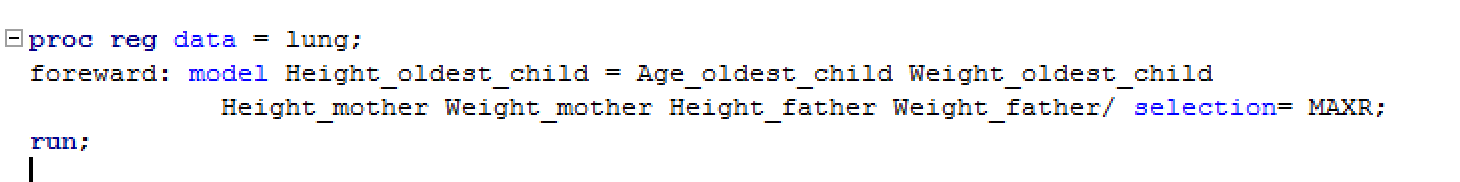 proc reg data = lung;
foreward: model Height_oldest_child = Age_oldest_child Weight_oldest_child
Height_mother Weight_mother Height_father Weight_father/ selection= MAXR;
run;